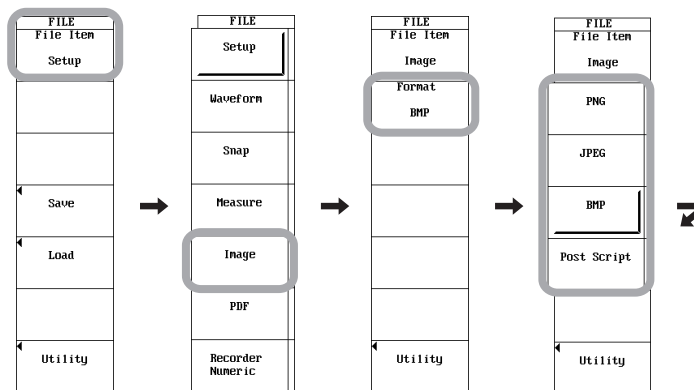 FILE
File Item
Setup
Save
Load
Utility
FILE
Setup
Waveform
Snap
Measure
Image
PDF
Recorder
Numeric
FILE
File Item
Image
Format
BMP
Utility
FILE
File Item
Image
PNG
JPEG
BMP
Post Script
Utility